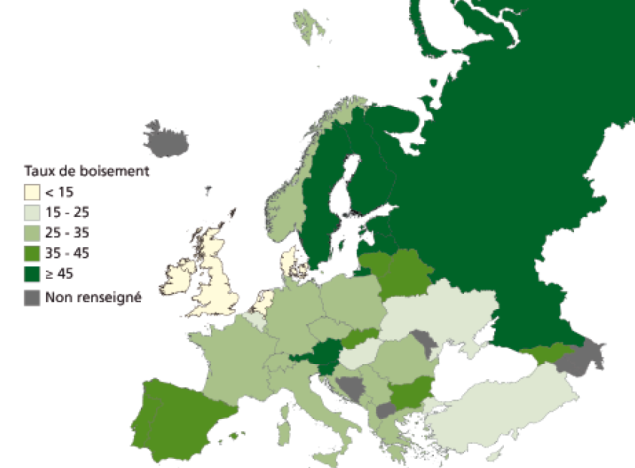 Taux de boisement
< 15
15 - 25
25 - 35
35 - 45
≥ 45
Non renseigné